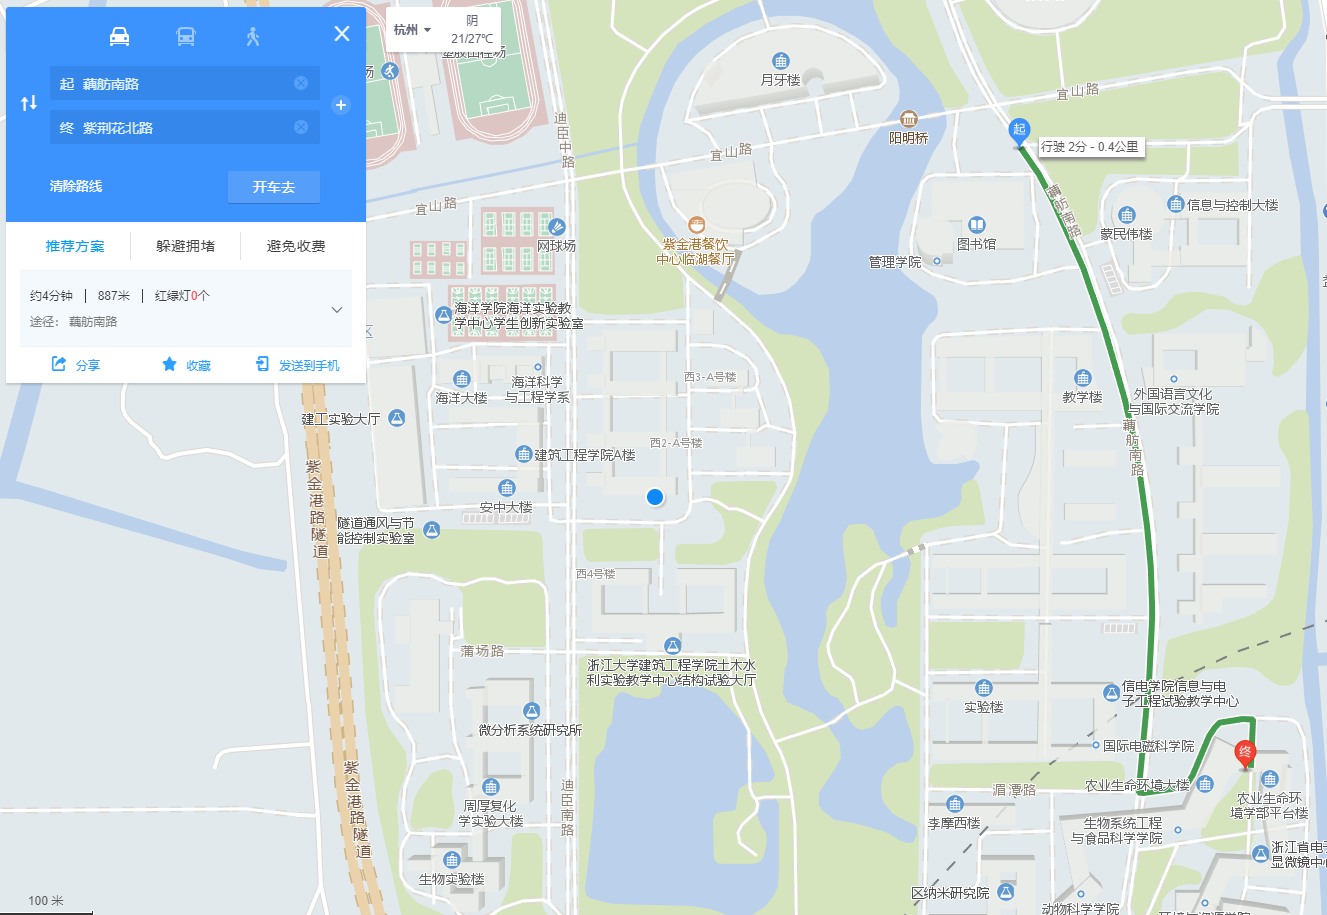 杭州
阴
21/27℃
起 藕舫南路
终 紫荆花北路
清除路线
开车去
推荐方案
躲避拥堵
避免收费
约4分钟
887米
红绿灯0个
途径： 藕舫南路
分享
收藏
发送到手机
迪臣中路
月牙楼
宜山路
阳明桥
起
行驶 2分 - 0.4公里
宜山路
宜山路
藕舫南路
信息与控制大楼
蒙民伟楼
图书馆
管理学院
网球场
紫金港餐饮
中心临湖餐厅
海洋学院海洋实验教
学中心学生创新实验室
区
海洋大楼
海洋科学
与工程学系
西3-A号楼
教学楼
外国语言文化
与国际交流学院
建工实验大厅
藕舫南路
西2-A号楼
建筑工程学院A楼
紫金港路隧道
安中大楼
隧道通风与节
能控制实验室
西4号楼
蒲场路
浙江大学建筑工程学院土木水
利实验教学中心结构试验大厅
信电学院信息与电
子工程试验教学中心
实验楼
微分析系统研究所
国际电磁科学院
终
紫金港路隧道
迪臣南路
周厚复化
学实验大楼
湄潭路
农业生命环境大楼
农业生命环
境学部平台楼
李摩西楼
生物系统工程
与食品科学学院
浙江省电子
显微镜中心
生物实验楼
区纳米研究院
动物科学学院
100 米